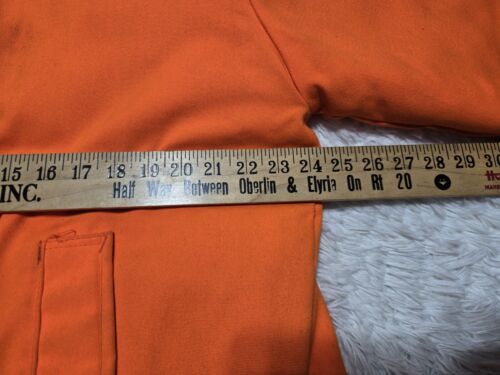 15 16 17 18 19 20 21 22 23 24 25 26 27 28 29 30
INC. Half Way Between Oberlin & Elyria On Rt 20